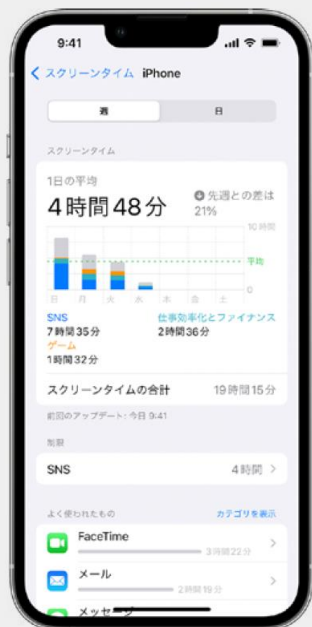 9:41
スクリーンタイム iPhone
週 日
スクリーンタイム
1日の平均
4時間48分
先週との差は
21%
10時間
平均
0
日 月 火 水 木 金 土
SNS 仕事効率化とファイナンス
7時間35分 2時間36分
ゲーム
1時間32分
スクリーンタイムの合計 19時間15分
前回のアップデート: 今日 9:41
制限
SNS 4時間
よく使われたもの カテゴリを表示
FaceTime
3時間22分
メール
2時間19分
メッセージ